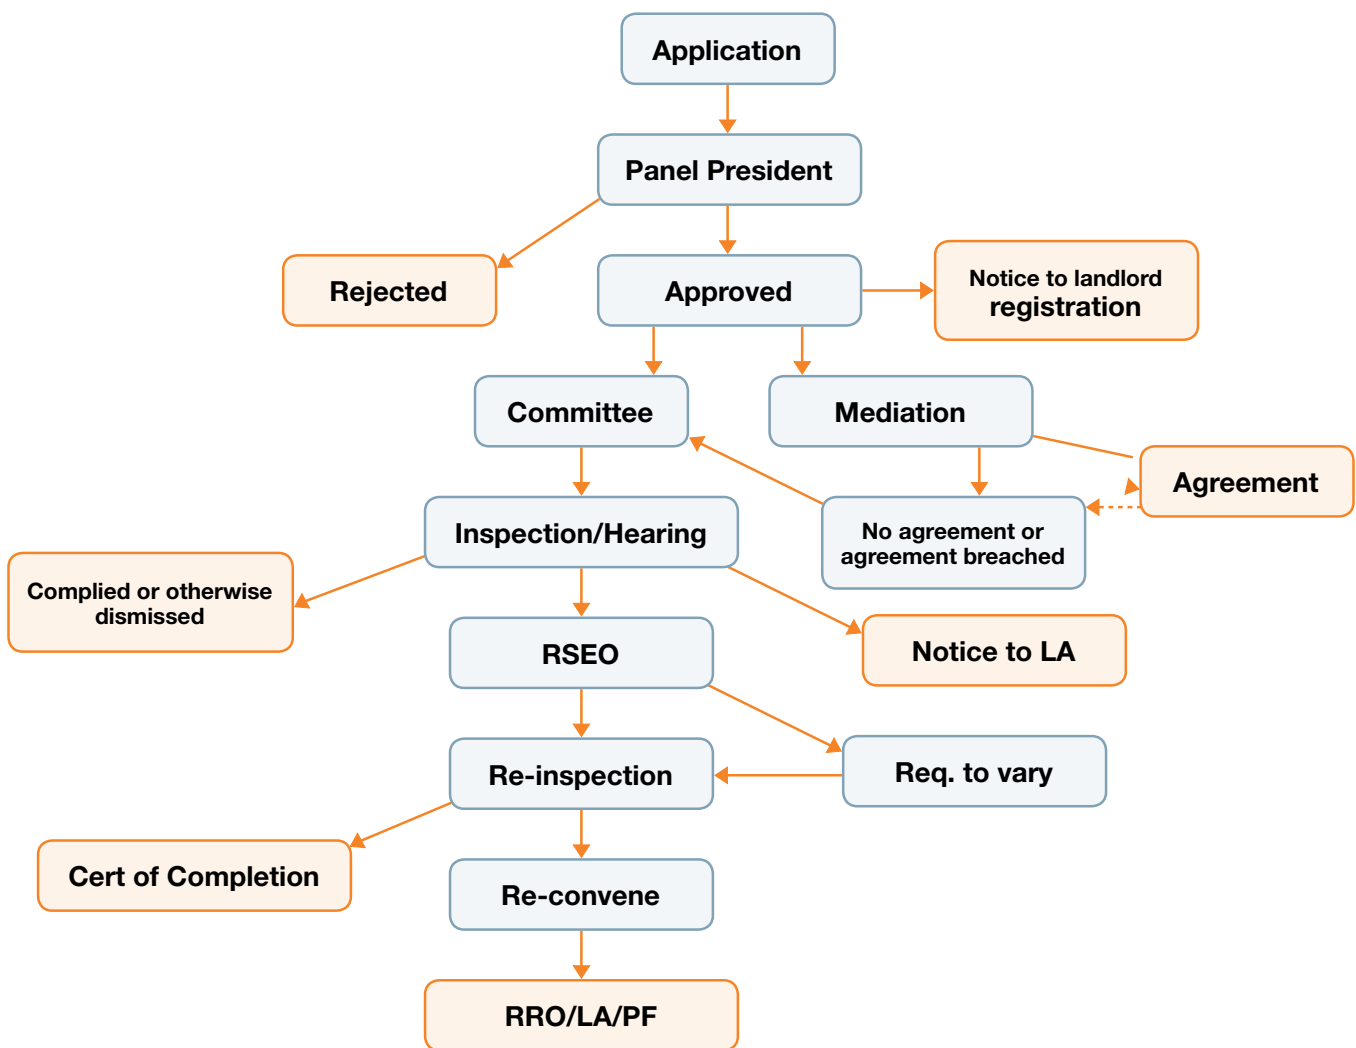 Application
Panel President
Rejected
Approved
Notice to landlord
registration
Committee
Mediation
Agreement
Inspection/Hearing
No agreement or
agreement breached
Complied or otherwise
dismissed
RSEO
Notice to LA
Re-inspection
Req. to vary
Cert of Completion
Re-convene
RRO/LA/PF